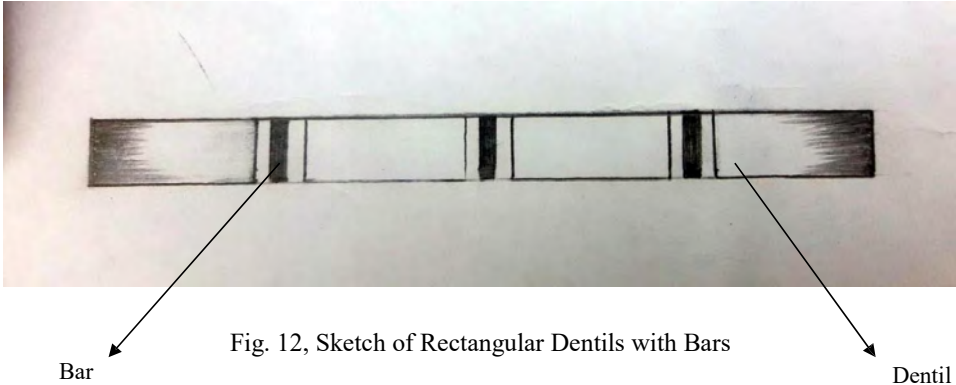 Fig. 12, Sketch of Rectangular Dentils with Bars
Bar
Dentil